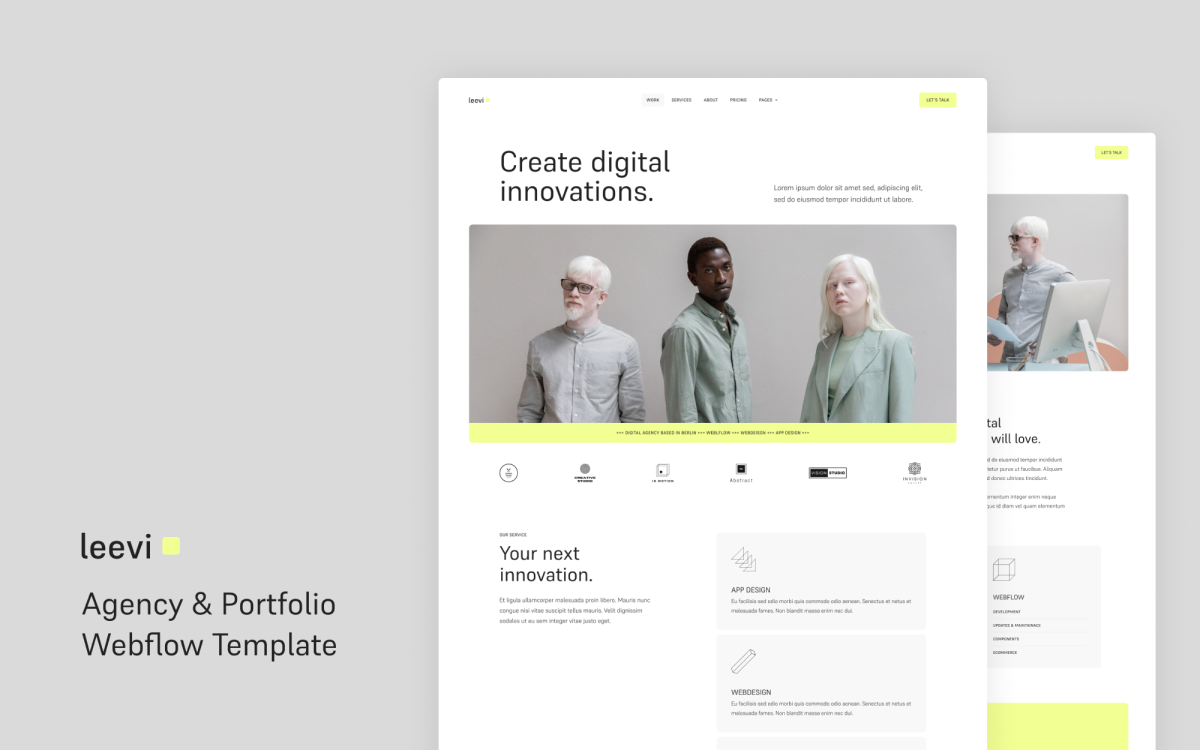 leevi
Agency & Portfolio
Webflow Template
leevi
WORK
SERVICES
ABOUT
PRICING
PAGES
LET'S TALK
Create digital
innovations.
Lorem ipsum dolor sit amet sed, adipiscing elit,
sed do eiusmod tempor incididunt ut labore.
+++ DIGITAL AGENCY BASED IN BERLIN +++ WEBFLOW +++ WEBDEISGN +++ APP DESIGN +++
CREATIVE
STUDIO
IN MOTION
Abstract
VISION STUDIO
INVISION
OUR SERVICE
Your next
innovation.
Et ligula ullamcorper malesuada proin libero. Mauris nunc
congue nisi vitae suscipit tellus mauris. Velit dignissim
sodales ut eu sem integer vitae justo eget.
APP DESIGN
Eu facilisis sed odio morbi quis commodo odio aenean. Senectus et netus et
malesuada fames. Non blandit massa enim nec dui.
WEBDESIGN
Eu facilisis sed odio morbi quis commodo odio aenean. Senectus et netus et
malesuada fames. Non blandit massa enim nec dui.
LET'S TALK
tal
will love.
d do eiusmod tempor incididunt
tetur purus ut faucibus. Aliquam
d donec ultrices tincidunt.
ementum integer enim neque
que id diam vel quam elementum
WEBFLOW
DEVELOPMENT
UPDATES & MAINTAINACE
COMPONENTS
ECOMMERCE